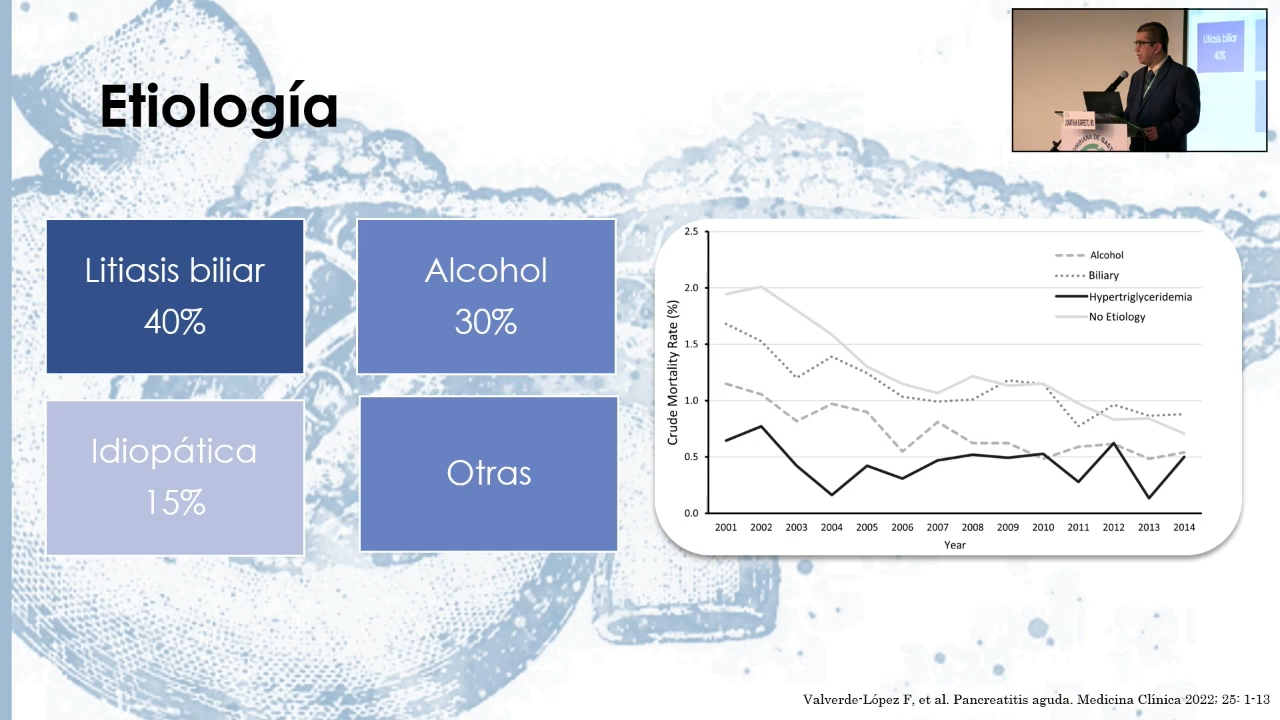 Etiología
Litiasis biliar
40%
Alcohol
30%
Idiopática
15%
Otras
Crude Mortality Rate (%)
2.5
2.0
1.5
1.0
0.5
0.0
Alcohol
Biliary
Hypertriglyceridemia
No Etiology
2001 2002 2003 2004 2005 2006 2007 2008 2009 2010 2011 2012 2013 2014
Year
Litiasis biliar
40%
Valverde-López F, et al. Pancreatitis aguda. Medicina Clínica 2022; 25: 1-13